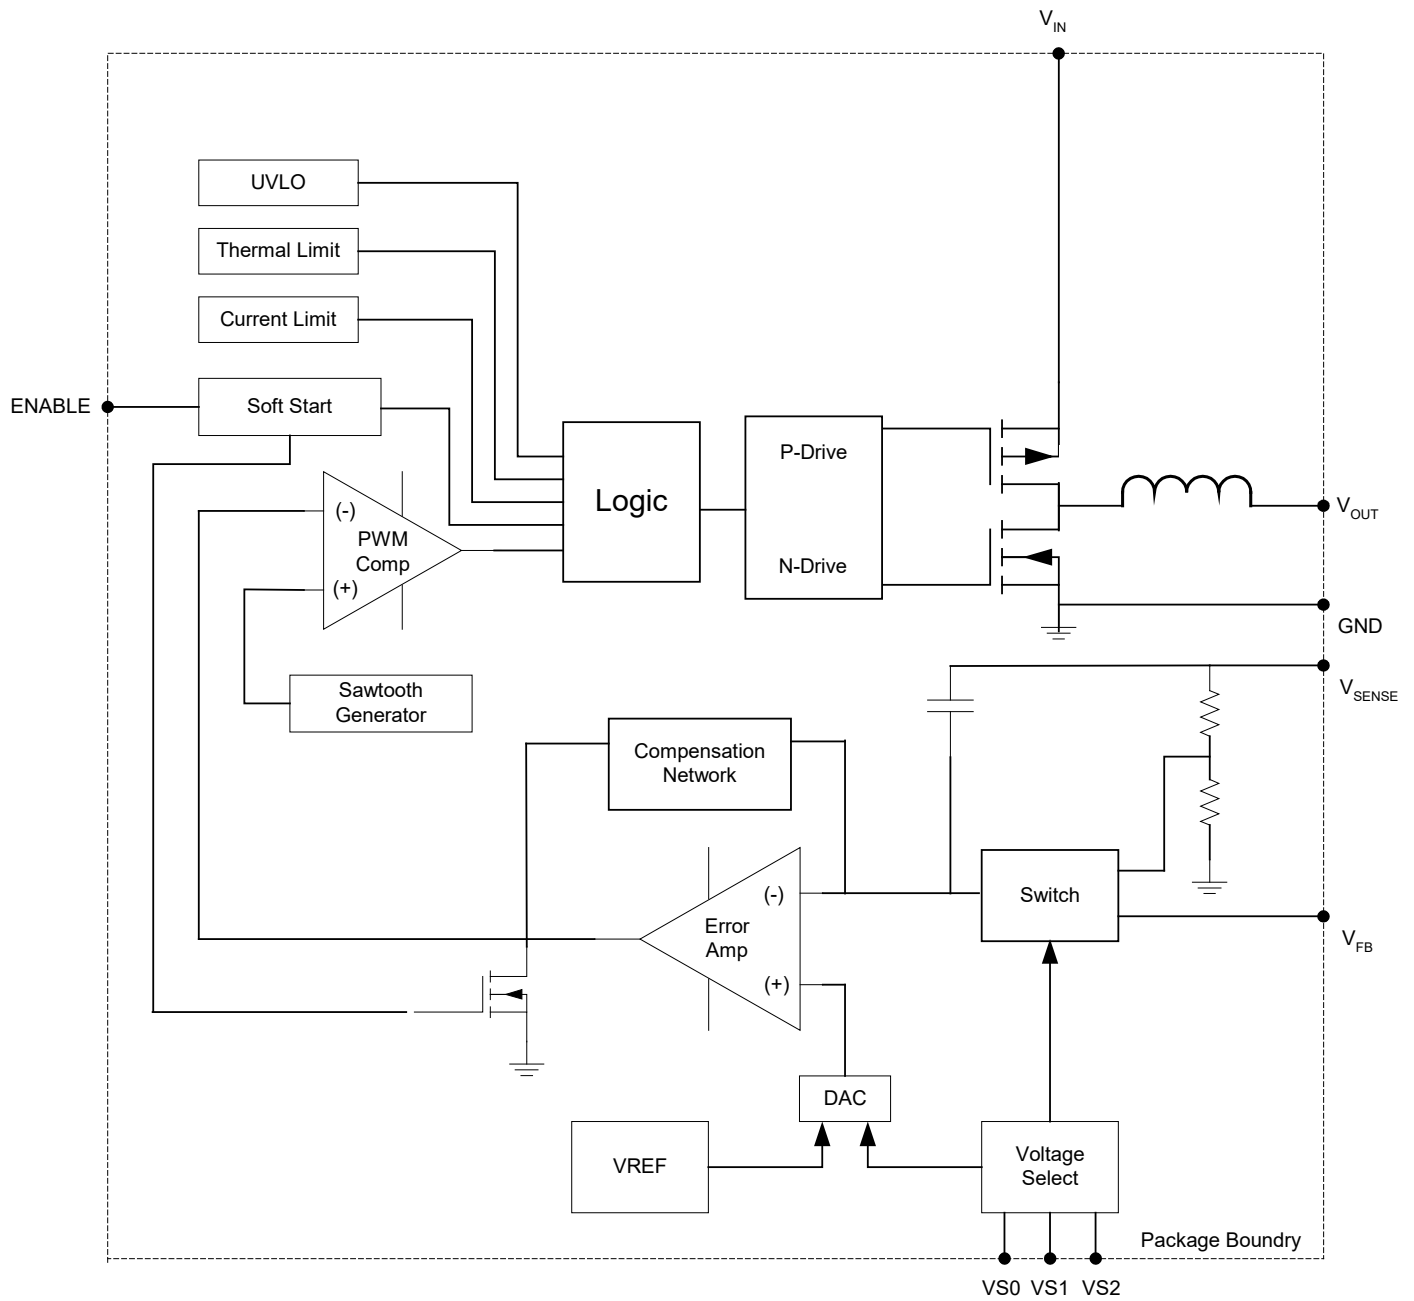 VIN
UVLO
Thermal Limit
Current Limit
ENABLE
Soft Start
P-Drive
Logic
(-)
PWM
Comp
(+)
N-Drive
VOUT
GND
VSENSE
Sawtooth
Generator
Compensation
Network
(-)
Error
Amp
(+)
Switch
VFB
DAC
VREF
Voltage
Select
Package Boundry
VS0 VS1 VS2